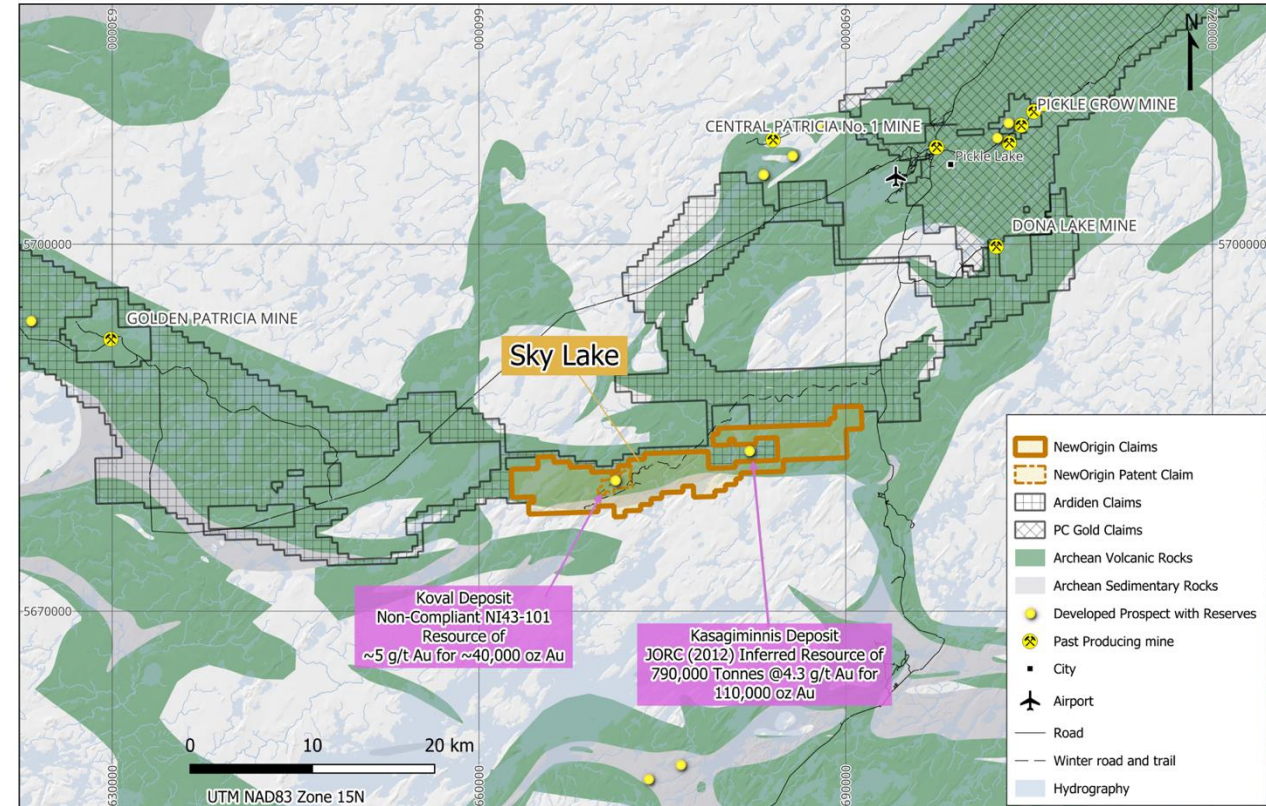 630000
660000
690000
720000
N
PICKLE CROW MINE
CENTRAL PATRICIA No. 1 MINE
Pickle Lake
DONA LAKE MINE
5700000
5700000
GOLDEN PATRICIA MINE
Sky Lake
NewOrigin Claims
NewOrigin Patent Claim
Ardiden Claims
PC Gold Claims
Archean Volcanic Rocks
Archean Sedimentary Rocks
Developed Prospect with Reserves
Past Producing mine
City
Airport
Road
Winter road and trail
Hydrography
5670000
Koval Deposit
Non-Compliant NI43-101
Resource of
~5 g/t Au for ~40,000 oz Au
Kasagiminnis Deposit
JORC (2012) Inferred Resource of
790,000 Tonnes @4.3 g/t Au for
110,000 oz Au
0 10 20 km
UTM NAD83 Zone 15N
630000
660000
690000